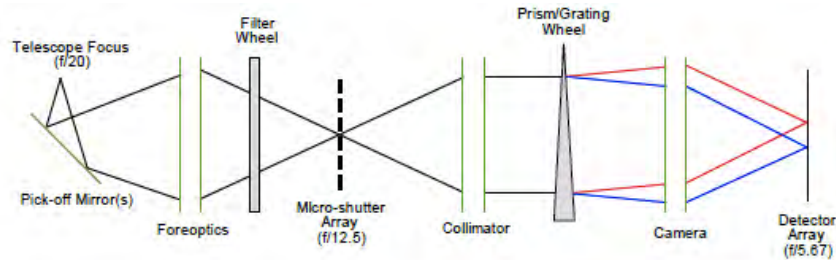 Telescope Focus
(f/20)
Pick-off Mirror(s)
Foreoptics
Filter
Wheel
Micro-shutter
Array
(f/12.5)
Collimator
Prism/Grating
Wheel
Camera
Detector
Array
(f/5.67)